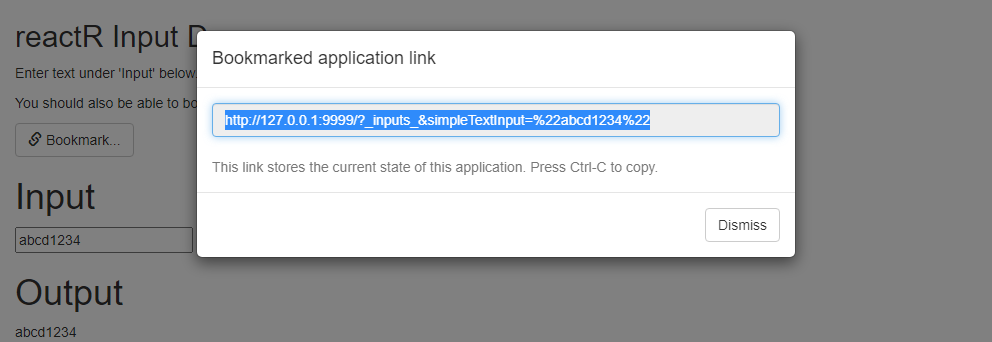 reactR Input D
Enter text under 'Input' below.
You should also be able to bo
Bookmark...
Input
abcd1234
Output
abcd1234
Bookmarked application link
http://127.0.0.1:9999/?_inputs_&simpleTextInput=%22abcd1234%22
This link stores the current state of this application. Press Ctrl-C to copy.
Dismiss